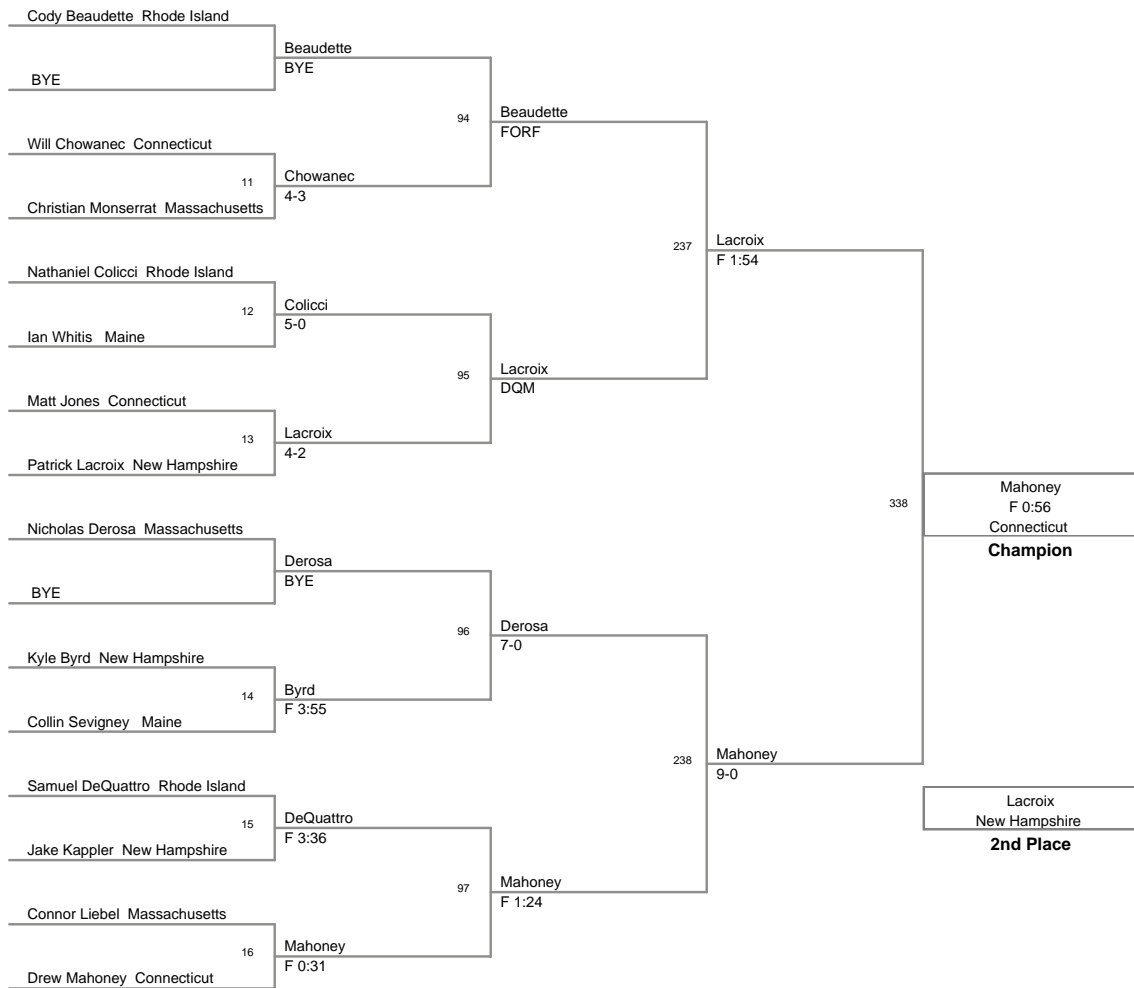 Cody Beaudette Rhode Island
BYE
Will Chowanec Connecticut
11
Christian Monserrat Massachusetts
Nathaniel Colicci Rhode Island
12
Ian Whitis Maine
Matt Jones Connecticut
13
Patrick Lacroix New Hampshire
Nicholas Derosa Massachusetts
BYE
Kyle Byrd New Hampshire
14
Collin Sevigney Maine
Samuel DeQuattro Rhode Island
15
Jake Kappler New Hampshire
Connor Liebel Massachusetts
16
Drew Mahoney Connecticut
Beaudette
BYE
94
Chowanec
4-3
Colicci
5-0
95
Lacroix
4-2
Derosa
BYE
96
Byrd
F 3:55
DeQuattro
F 3:36
97
Mahoney
F 0:31
Beaudette
FORF
237
Lacroix
DQM
Derosa
7-0
238
Mahoney
F 1:24
Lacroix
F 1:54
338
Mahoney
9-0
Mahoney
F 0:56
Connecticut
Champion
Lacroix
New Hampshire
2nd Place